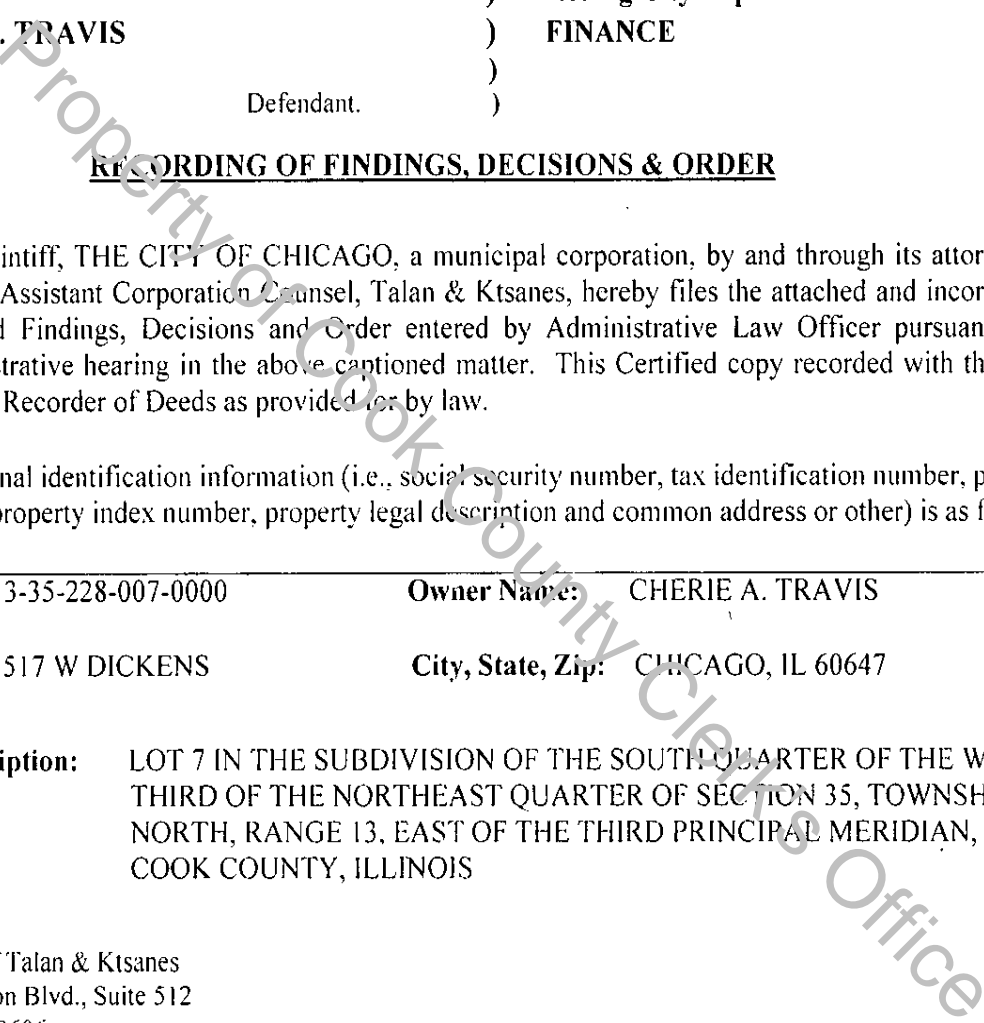 . TRAVIS ) FINANCE
)
Defendant. )
RECORDING OF FINDINGS, DECISIONS & ORDER
intiff, THE CITY OF CHICAGO, a municipal corporation, by and through its attor
Assistant Corporation Counsel, Talan & Ktsanes, hereby files the attached and incor
d Findings, Decisions and Order entered by Administrative Law Officer pursuan
strative hearing in the above captioned matter. This Certified copy recorded with th
Recorder of Deeds as provided for by law.
nal identification information (i.e., social security number, tax identification number, p
property index number, property legal description and common address or other) is as f
3-35-228-007-0000 Owner Name: CHERIE A. TRAVIS
517 W DICKENS City, State, Zip: CHICAGO, IL 60647
iption: LOT 7 IN THE SUBDIVISION OF THE SOUTH QUARTER OF THE W
THIRD OF THE NORTHEAST QUARTER OF SECTION 35, TOWNSH
NORTH, RANGE 13, EAST OF THE THIRD PRINCIPAL MERIDIAN,
COOK COUNTY, ILLINOIS
Talan & Ktsanes
on Blvd., Suite 512
Property of Cook County Clerk's Office